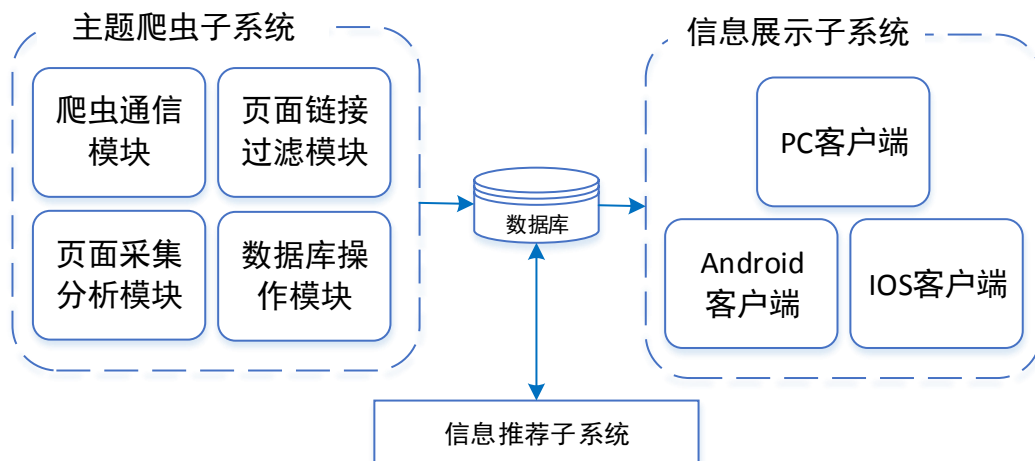 主题爬虫子系统
爬虫通信
模块
页面链接
过滤模块
页面采集
分析模块
数据库操
作模块
数据库
信息展示子系统
PC客户端
Android
客户端
IOS客户端
信息推荐子系统